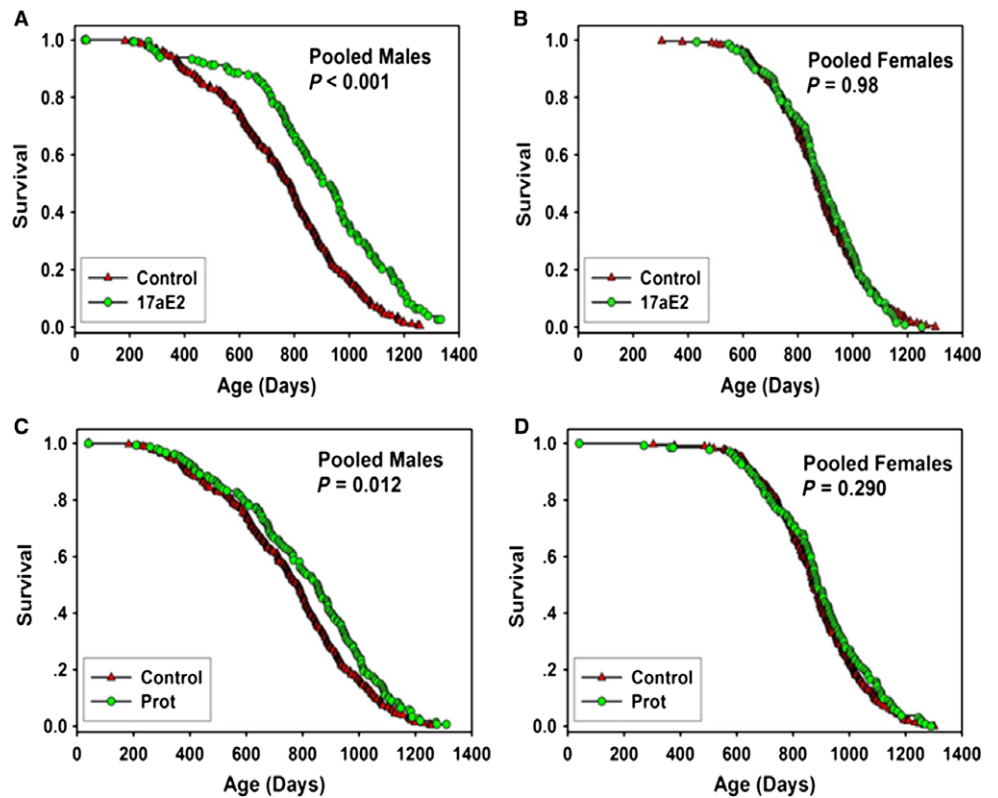 A
Pooled Males
P < 0.001
Survival
1.0
0.8
0.6
0.4
0.2
0.0
Control
17aE2
0 200 400 600 800 1000 1200 1400
Age (Days)
B
Pooled Females
P = 0.98
Survival
1.0
0.8
0.6
0.4
0.2
0.0
Control
17aE2
0 200 400 600 800 1000 1200 1400
Age (Days)
C
Pooled Males
P = 0.012
Survival
1.0
.8
.6
.4
.2
0.0
Control
Prot
0 200 400 600 800 1000 1200 1400
Age (Days)
D
Pooled Females
P = 0.290
Survival
1.0
.8
.6
.4
.2
0.0
Control
Prot
0 200 400 600 800 1000 1200 1400
Age (Days)